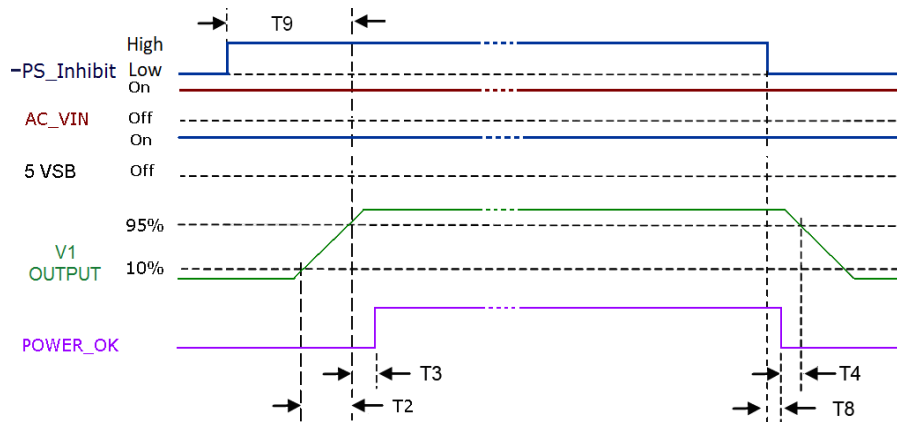 T9
High
-PS_Inhibit
Low
On
AC_VIN
Off
On
5 VSB
Off
95%
V1
OUTPUT
10%
POWER_OK
T3
T4
T2
T8